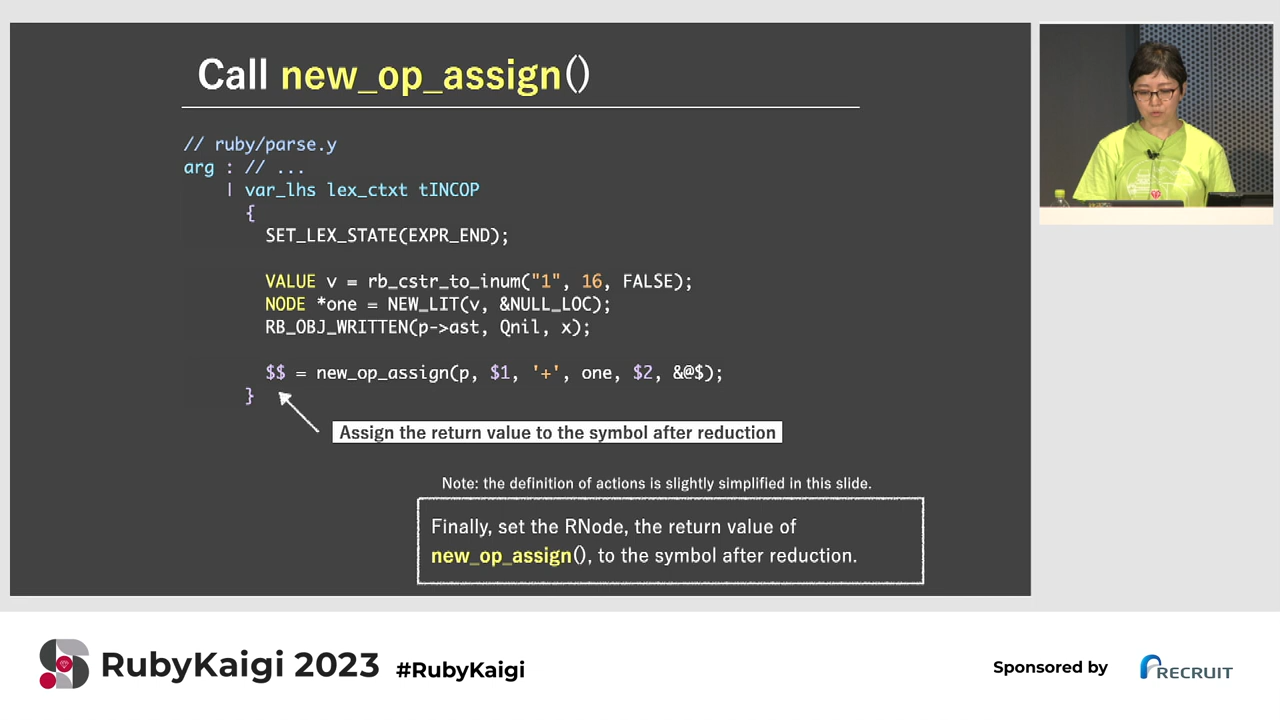 Call new_op_assign()
// ruby/parse.y
arg : // ...
| var_lhs lex_ctxt tINCOP
{
SET_LEX_STATE(EXPR_END);
VALUE v = rb_cstr_to_inum("1", 16, FALSE);
NODE *one = NEW_LIT(v, &NULL_LOC);
RB_OBJ_WRITTEN(p->ast, Qnil, x);
$$ = new_op_assign(p, $1, '+', one, $2, &@$);
}
Assign the return value to the symbol after reduction
Note: the definition of actions is slightly simplified in this slide.
Finally, set the RNode, the return value of
new_op_assign(), to the symbol after reduction.
RubyKaigi 2023 #RubyKaigi
Sponsored by RECRUIT